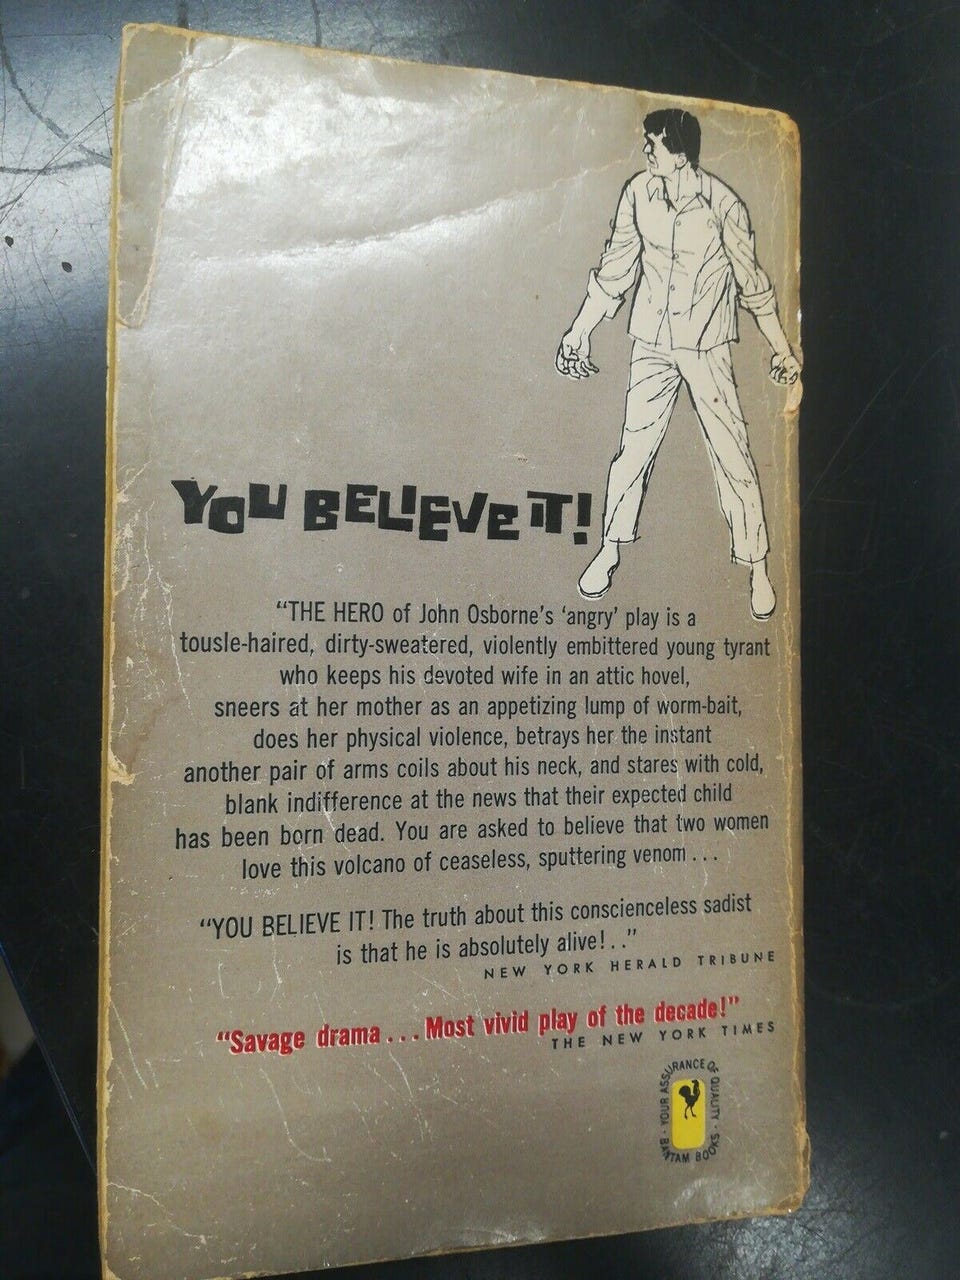 YOU BELIEVE IT!
“THE HERO of John Osborne’s ‘angry’ play is a
tousle-haired, dirty-sweatered, violently embittered young tyrant
who keeps his devoted wife in an attic hovel,
sneers at her mother as an appetizing lump of worm-bait,
does her physical violence, betrays her the instant
another pair of arms coils about his neck, and stares with cold,
blank indifference at the news that their expected child
has been born dead. You are asked to believe that two women
love this volcano of ceaseless, sputtering venom...
“YOU BELIEVE IT! The truth about this conscienceless sadist
is that he is absolutely alive!..”
NEW YORK HERALD TRIBUNE
“Savage drama...Most vivid play of the decade!”
THE NEW YORK TIMES
YOUR ASSURANCE OF QUALITY · BANTAM BOOKS ·